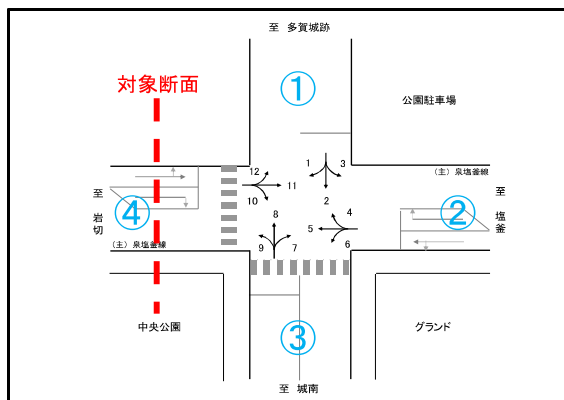 至 多賀城跡
対象断面
①
公園駐車場
1
3
12
11
10
2
(主) 泉塩釜線
至 岩切
④
8
4
5
②
至 塩釜
(主) 泉塩釜線
9
7
6
中央公園
③
グランド
至 城南